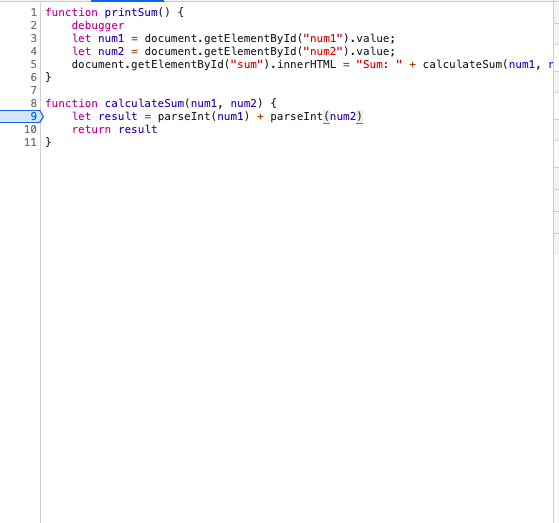 1 function printSum() {
2 debugger
3 let num1 = document.getElementById("num1").value;
4 let num2 = document.getElementById("num2").value;
5 document.getElementById("sum").innerHTML = "Sum: " + calculateSum(num1, n
6 }
7
8 function calculateSum(num1, num2) {
9 let result = parseInt(num1) + parseInt(num2)
10 return result
11 }